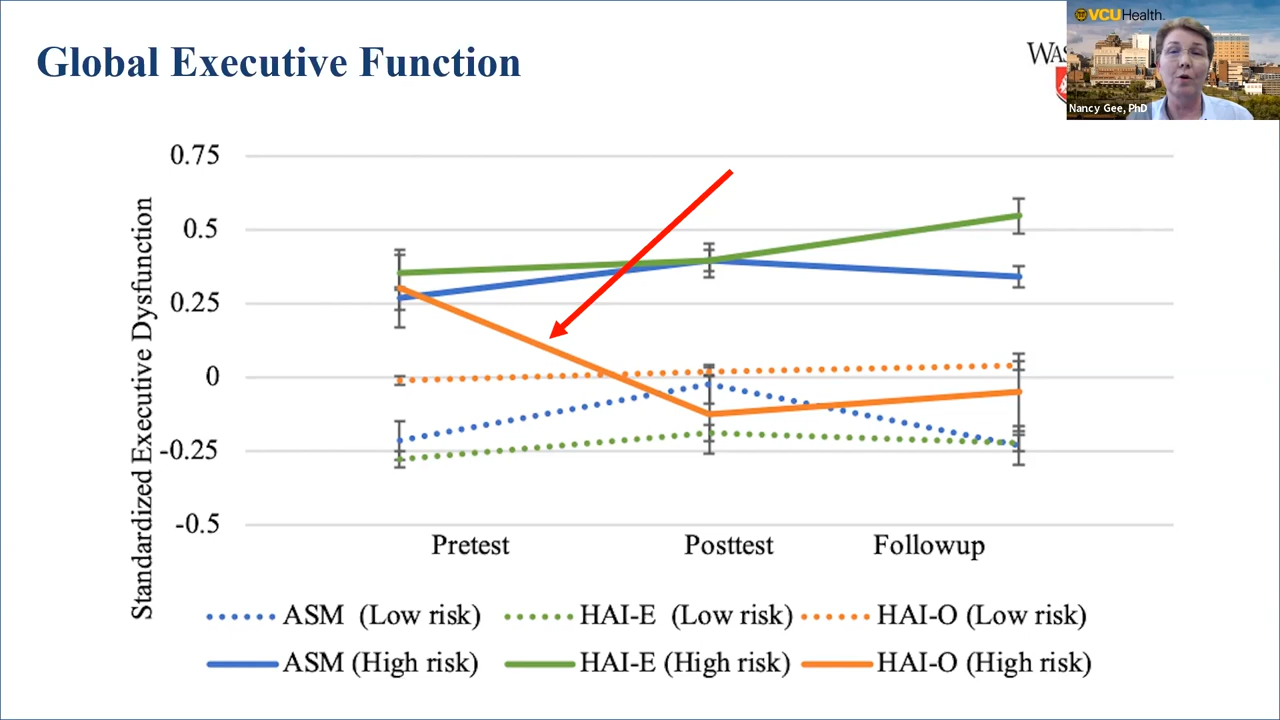 Global Executive Function
VCUHealth.
Nancy Gee, PhD
0.75
0.5
0.25
0
-0.25
-0.5
Standardized Executive Dysfunction
Pretest Posttest Followup
ASM (Low risk) HAI-E (Low risk) HAI-O (Low risk)
ASM (High risk) HAI-E (High risk) HAI-O (High risk)